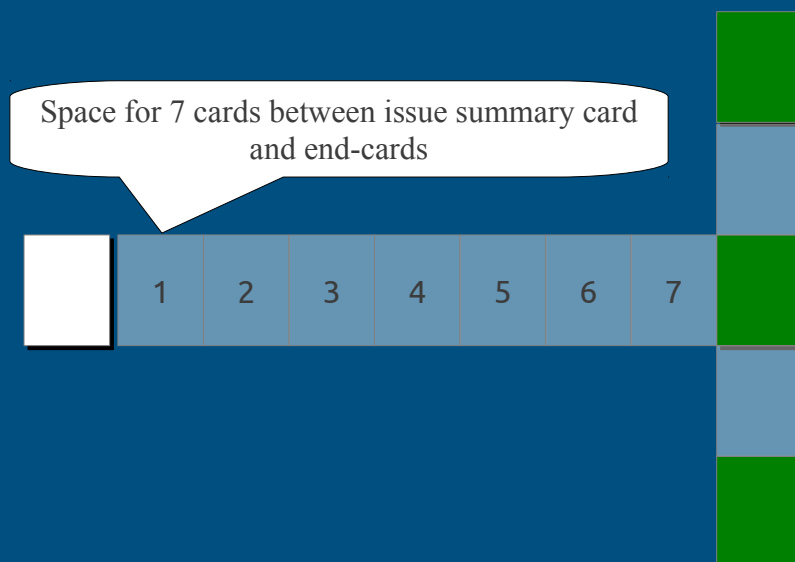 Space for 7 cards between issue summary card
and end-cards
1 2 3 4 5 6 7